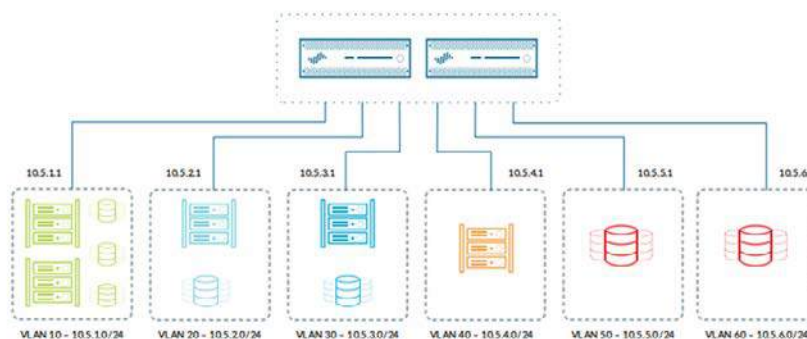 10.5.1.1
10.5.2.1
10.5.3.1
10.5.4.1
10.5.5.1
10.5.6
VLAN 10 - 10.5.1.0/24
VLAN 20 - 10.5.2.0/24
VLAN 30 - 10.5.3.0/24
VLAN 40 - 10.5.4.0/24
VLAN 50 - 10.5.5.0/24
VLAN 60 - 10.5.6.0/24